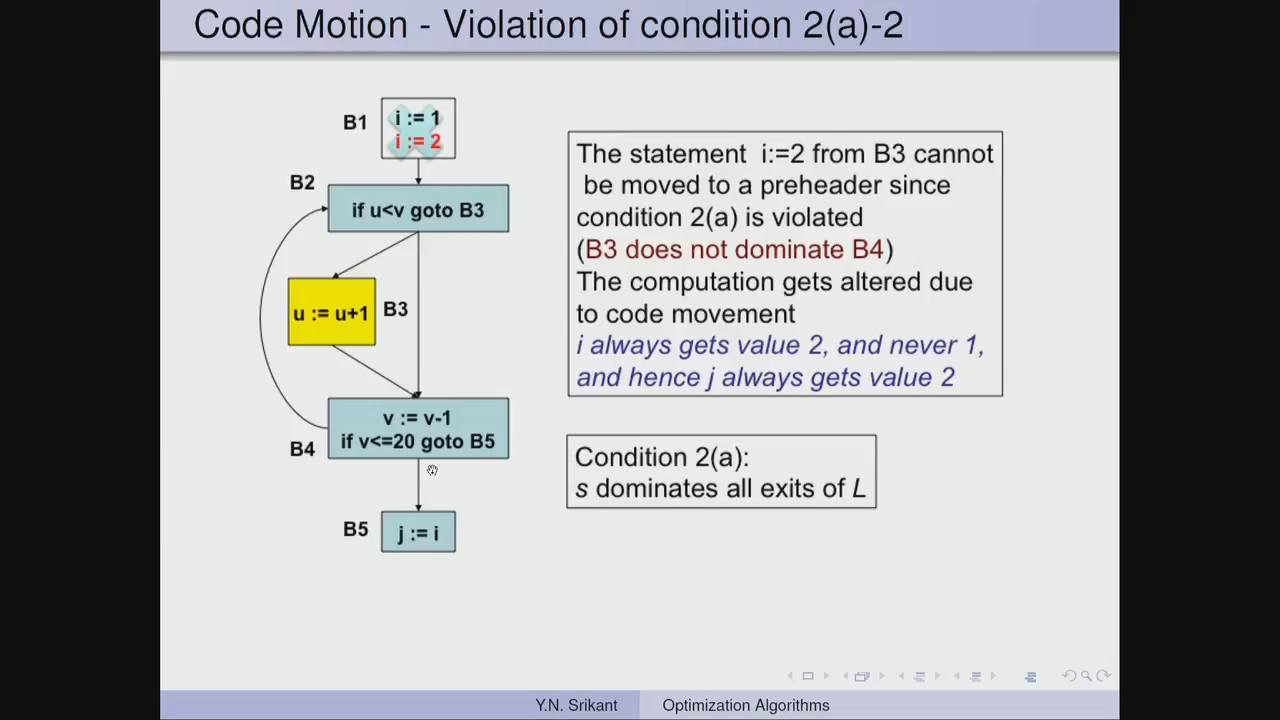 Code Motion - Violation of condition 2(a)-2
B1
i := 1
i := 2
B2
if u<v goto B3
u := u+1
B3
v := v-1
if v<=20 goto B5
B4
B5
j := i
The statement i:=2 from B3 cannot
be moved to a preheader since
condition 2(a) is violated
(B3 does not dominate B4)
The computation gets altered due
to code movement
i always gets value 2, and never 1,
and hence j always gets value 2
Condition 2(a):
s dominates all exits of L
Y.N. Srikant
Optimization Algorithms